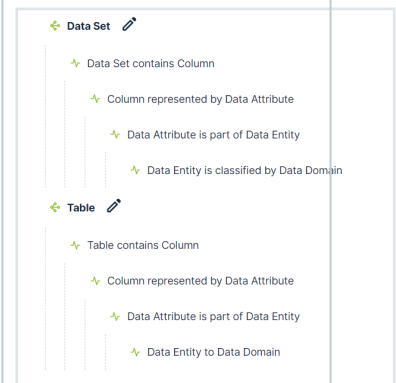 Data Set
Data Set contains Column
Column represented by Data Attribute
Data Attribute is part of Data Entity
Data Entity is classified by Data Domain
Table
Table contains Column
Column represented by Data Attribute
Data Attribute is part of Data Entity
Data Entity to Data Domain